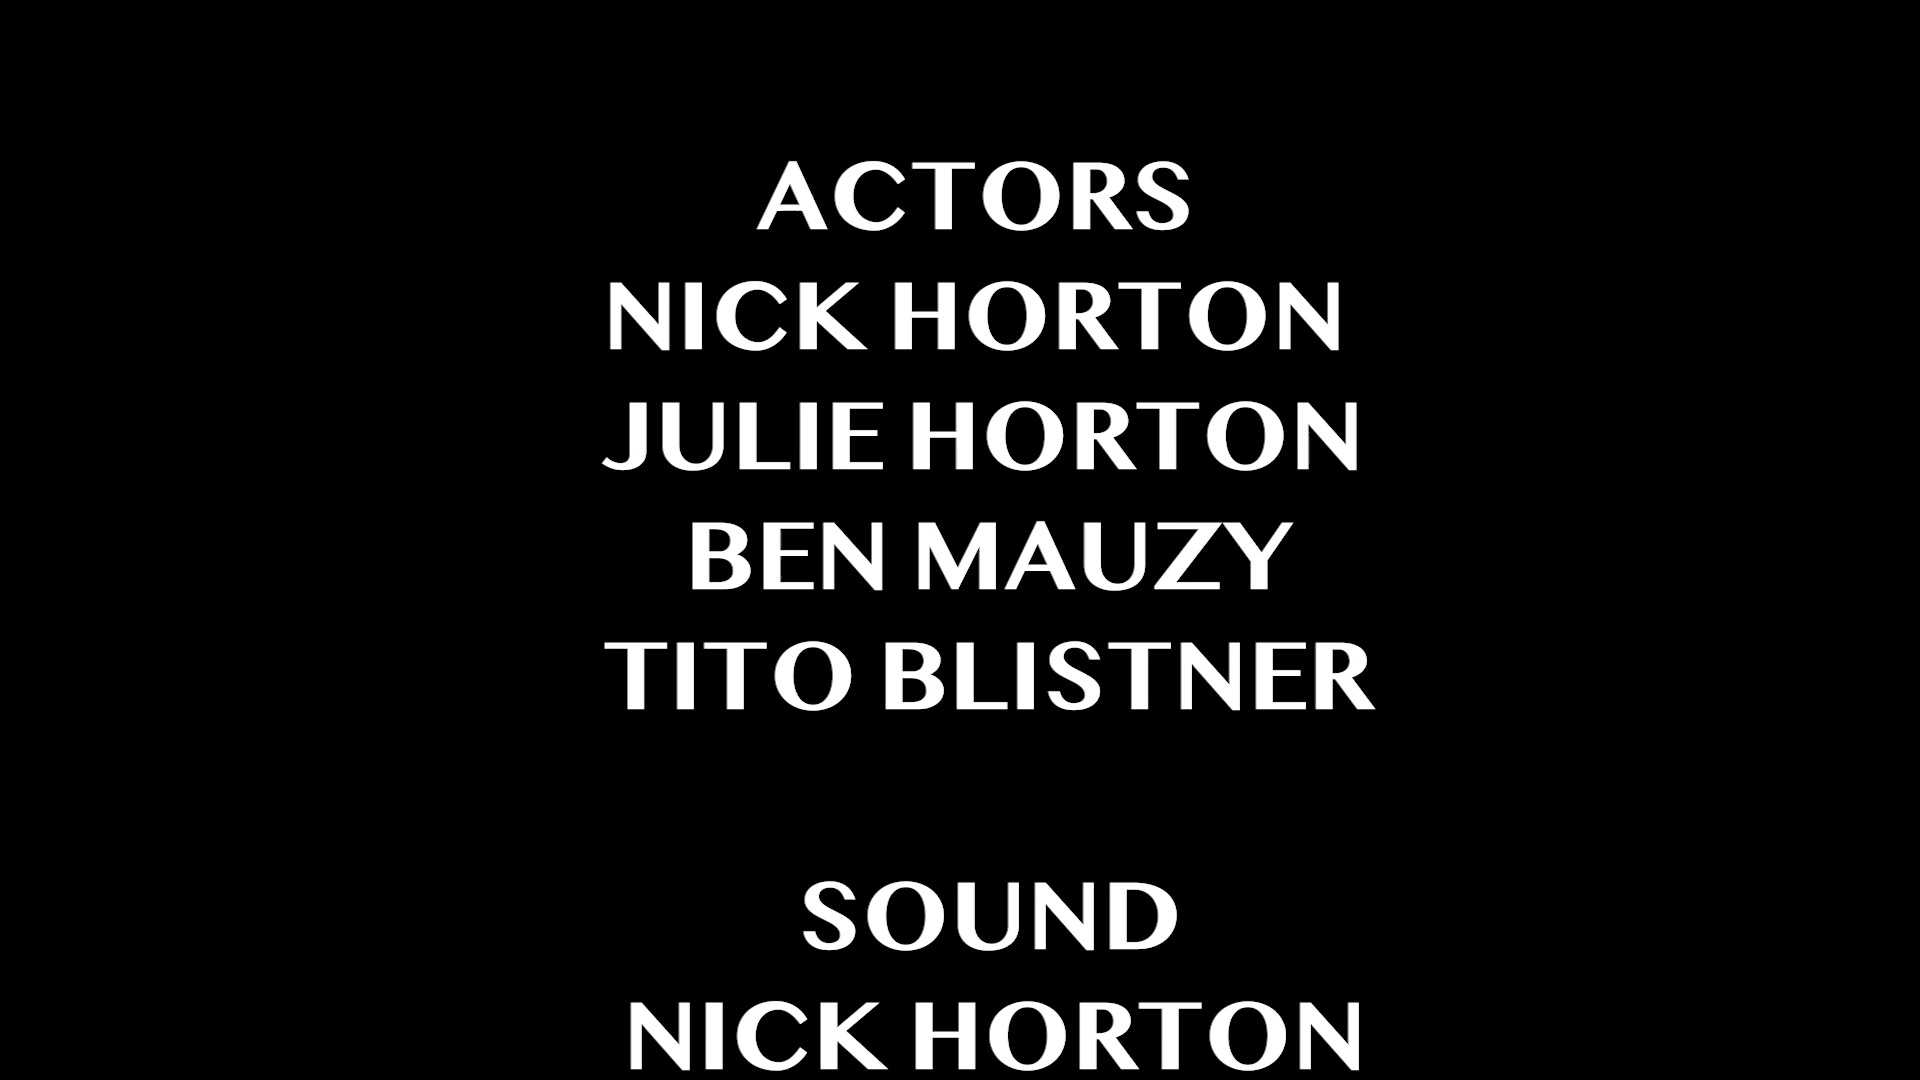 ACTORS
NICK HORTON
JULIE HORTON
BEN MAUZY
TITO BLISTNER
SOUND
NICK HORTON